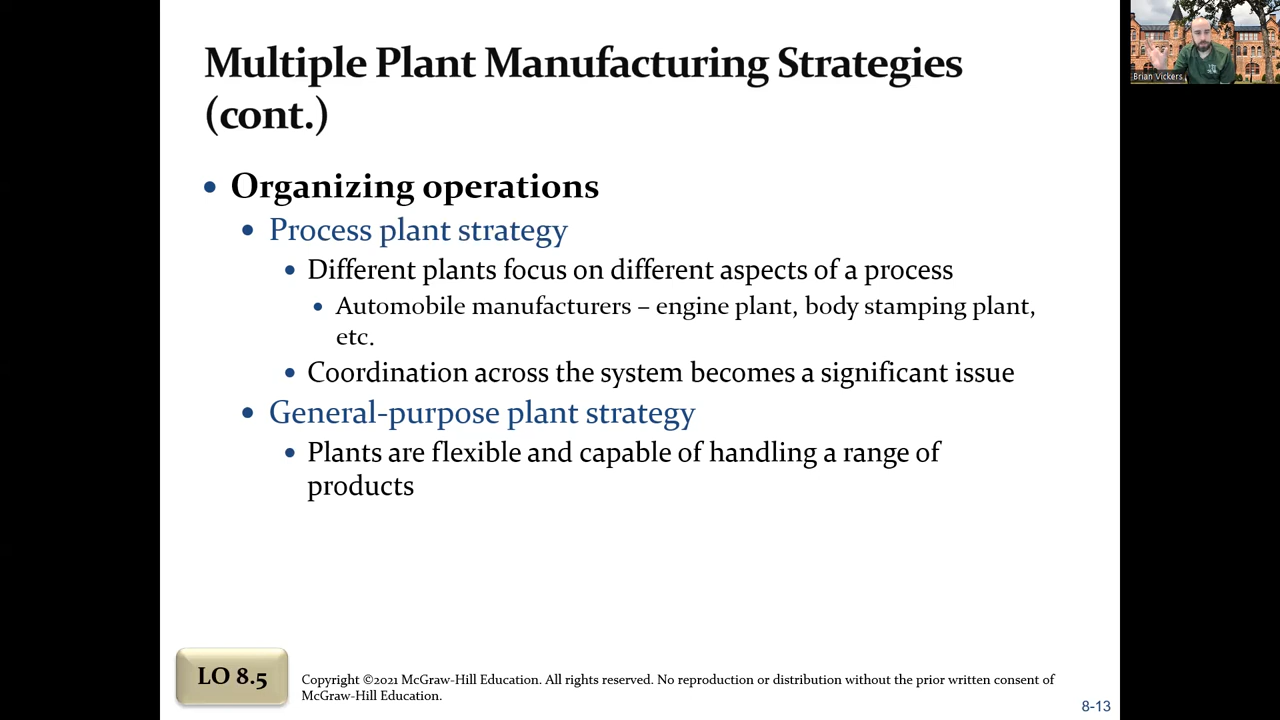 Multiple Plant Manufacturing Strategies
(cont.)
• Organizing operations
• Process plant strategy
• Different plants focus on different aspects of a process
• Automobile manufacturers – engine plant, body stamping plant,
etc.
• Coordination across the system becomes a significant issue
• General-purpose plant strategy
• Plants are flexible and capable of handling a range of
products
LO 8.5
Copyright ©2021 McGraw-Hill Education. All rights reserved. No reproduction or distribution without the prior written consent of
McGraw-Hill Education.
8-13
Brian Vickers